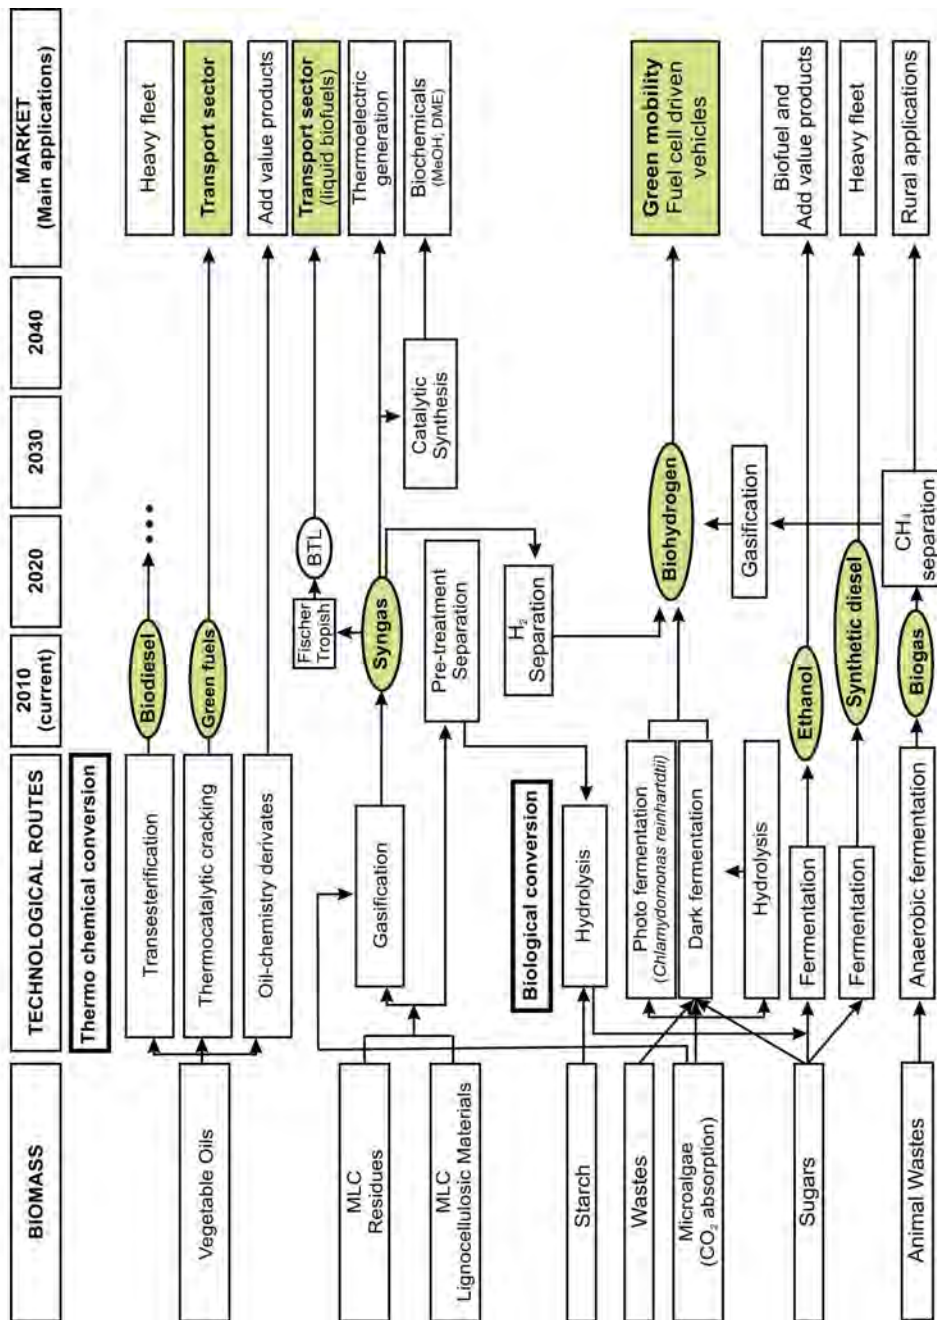 BIOMASS
TECHNOLOGICAL ROUTES
2010
(current)
2020
2030
2040
MARKET
(Main applications)
Thermo chemical conversion
Vegetable Oils
Transesterification
Biodiesel
Heavy fleet
Thermocatalytic cracking
Green fuels
Transport sector
Oil-chemistry derivates
Add value products
Fischer
Tropish
BTL
Transport sector
(liquid biofuels)
MLC
Residues
Gasification
Syngas
Thermoelectric
generation
MLC
Lignocellulosic Materials
Pre-treatment
Separation
Catalytic
Synthesis
Biochemicals
(MeOH, DME)
Biological conversion
H2
Separation
Starch
Hydrolysis
Wastes
Photo fermentation
(Chlamydomonas reinhardtii)
Biohydrogen
Green mobility
Fuel cell driven
vehicles
Microalgae
(CO2 absorption)
Dark fermentation
Hydrolysis
Gasification
Sugars
Fermentation
Ethanol
Biofuel and
Add value products
Fermentation
Synthetic diesel
Heavy fleet
Animal Wastes
Anaerobic fermentation
Biogas
CH4
separation
Rural applications